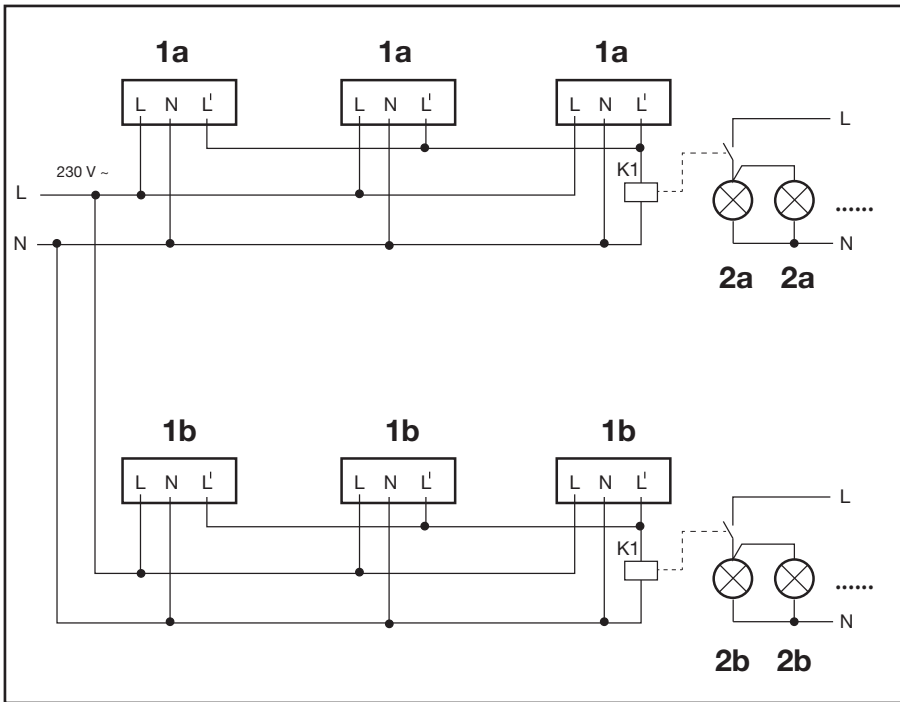 1a 1a 1a
L N L' L N L' L N L'
L
230 V ~
K1
L
......
N
N
2a 2a
1b 1b 1b
L N L' L N L' L N L'
L
K1
......
N
2b 2b